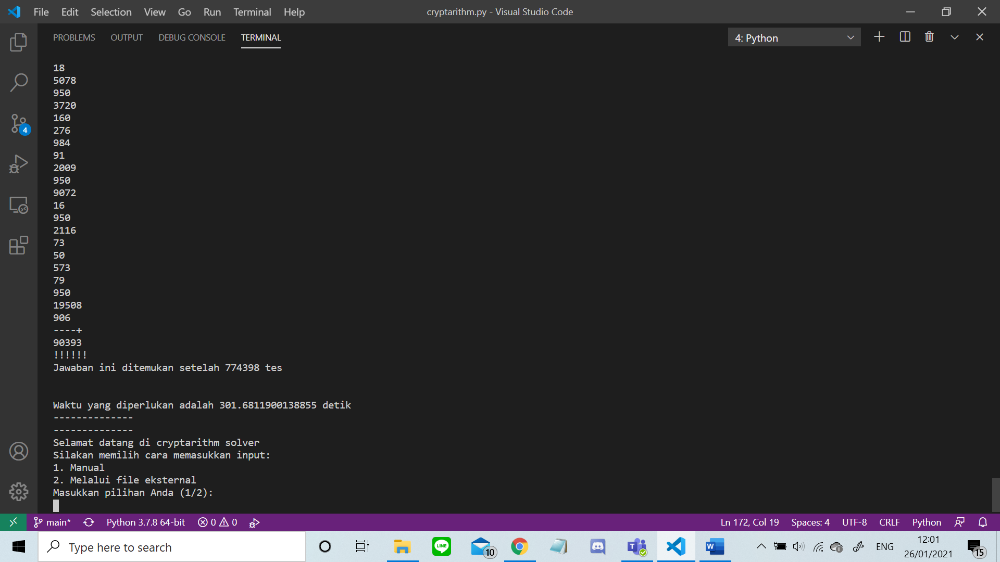 File Edit Selection View Go Run Terminal Help
cryptarithm.py - Visual Studio Code
PROBLEMS OUTPUT DEBUG CONSOLE TERMINAL
4: Python
18
5078
950
3720
160
276
984
91
2009
950
9072
16
950
2116
73
50
573
79
950
19508
906
----+
90393
!!!!!!
Jawaban ini ditemukan setelah 774398 tes
Waktu yang diperlukan adalah 301.6811900138855 detik
--------------
--------------
Selamat datang di cryptarithm solver
Silakan memilih cara memasukkan input:
1. Manual
2. Melalui file eksternal
Masukkan pilihan Anda (1/2):
4
main* Python 3.7.8 64-bit 0 0
Ln 172, Col 19 Spaces: 4 UTF-8 CRLF Python
Type here to search
LINE
10
T
W
ENG
12:01
26/01/2021
15